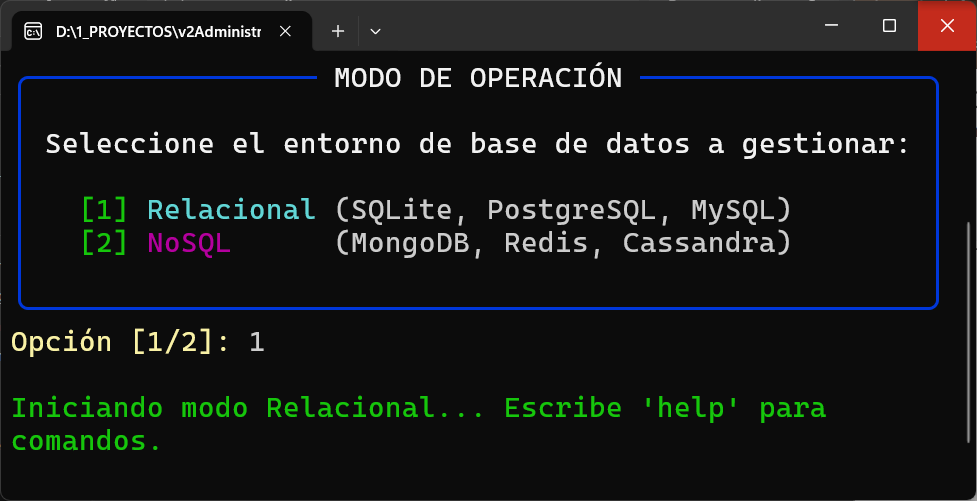 D:\1_PROYECTOS\v2Administr
MODO DE OPERACIÓN
Seleccione el entorno de base de datos a gestionar:
[1] Relacional (SQLite, PostgreSQL, MySQL)
[2] NoSQL (MongoDB, Redis, Cassandra)
Opción [1/2]: 1
Iniciando modo Relacional... Escribe 'help' para
comandos.